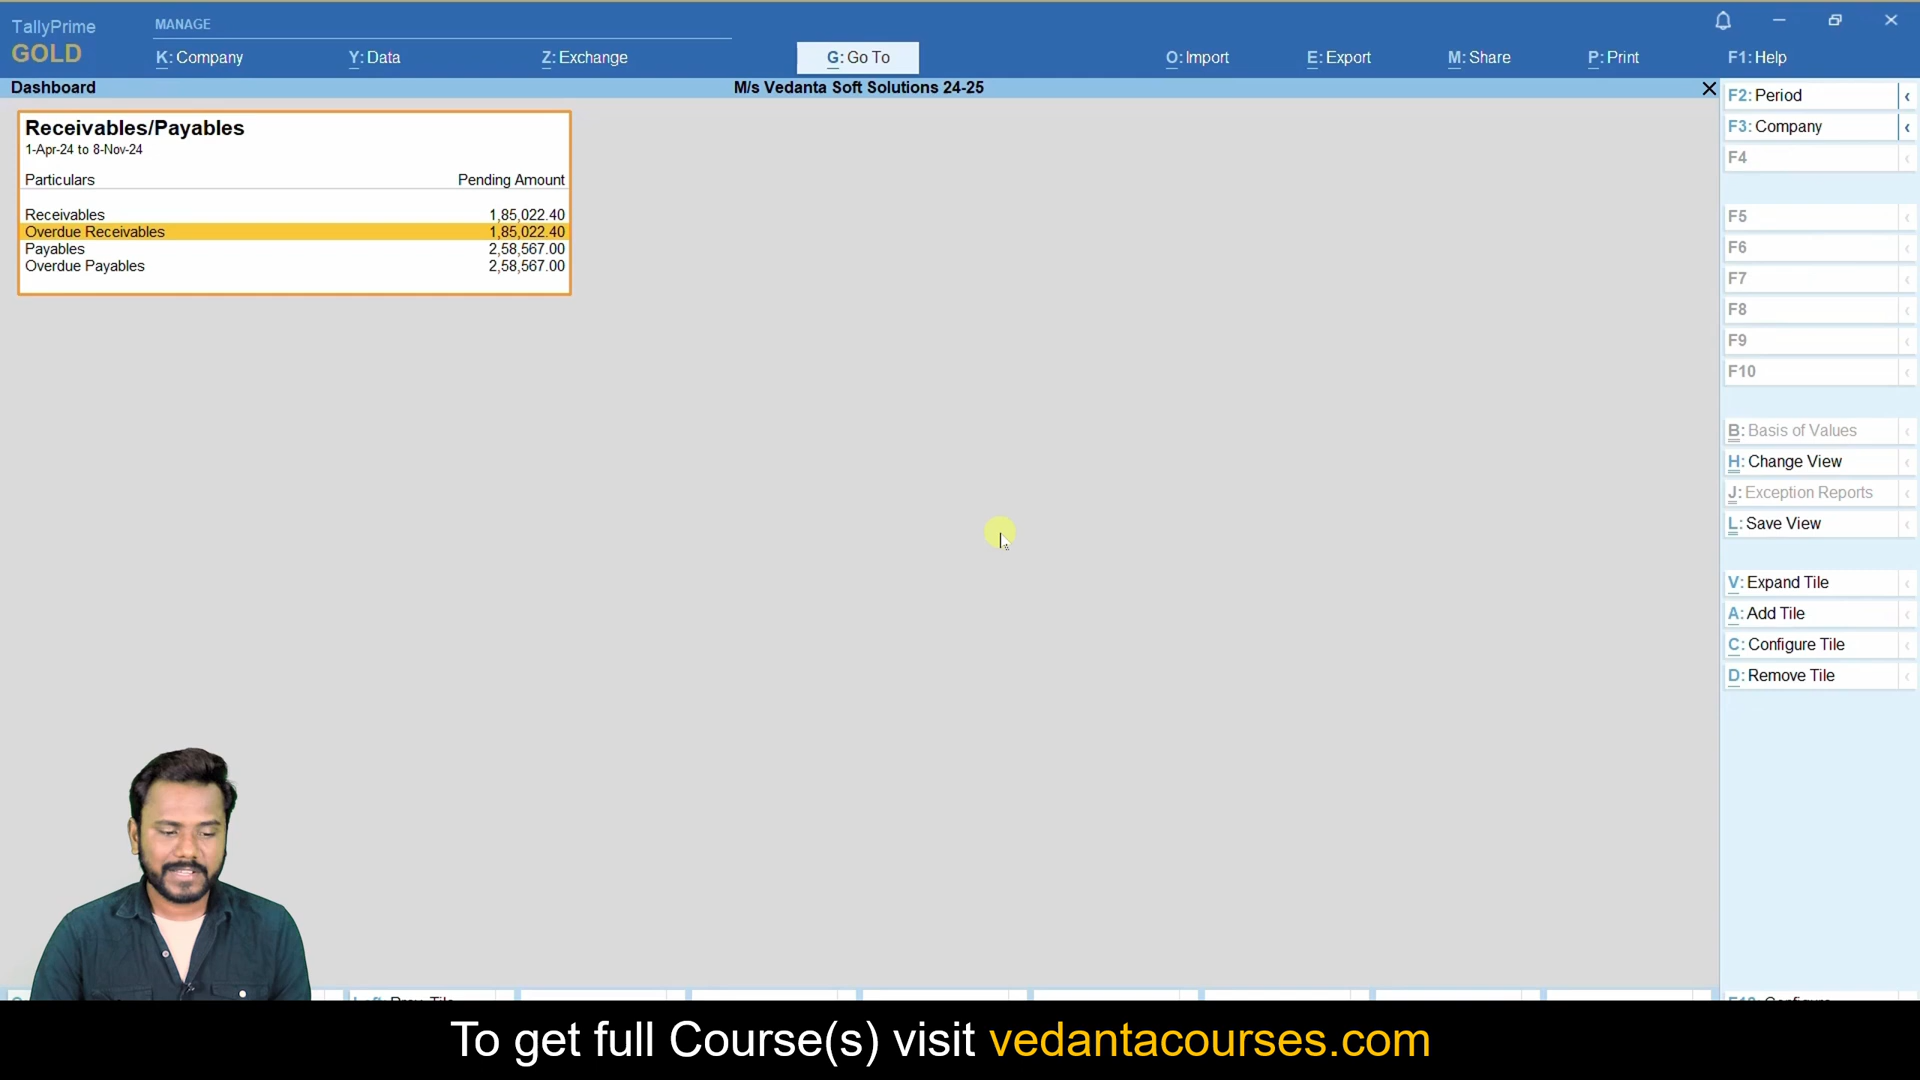 TallyPrime
GOLD
MANAGE
K: Company
Y: Data
Z: Exchange
G: Go To
O: Import
E: Export
M: Share
P: Print
F1: Help
Dashboard
M/s Vedanta Soft Solutions 24-25
Receivables/Payables
1-Apr-24 to 8-Nov-24
Particulars Pending Amount
Receivables 1,85,022.40
Overdue Receivables 1,85,022.40
Payables 2,58,567.00
Overdue Payables 2,58,567.00
F2: Period
F3: Company
F4
F5
F6
F7
F8
F9
F10
B: Basis of Values
H: Change View
J: Exception Reports
L: Save View
V: Expand Tile
A: Add Tile
C: Configure Tile
D: Remove Tile
To get full Course(s) visit vedantacourses.com